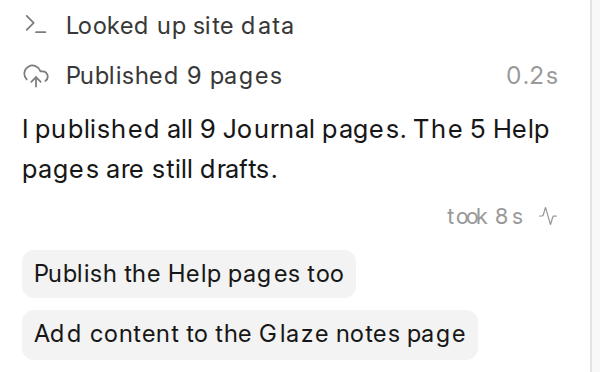 Looked up site data
Published 9 pages 0.2s
I published all 9 Journal pages. The 5 Help
pages are still drafts.
took 8s
Publish the Help pages too
Add content to the Glaze notes page